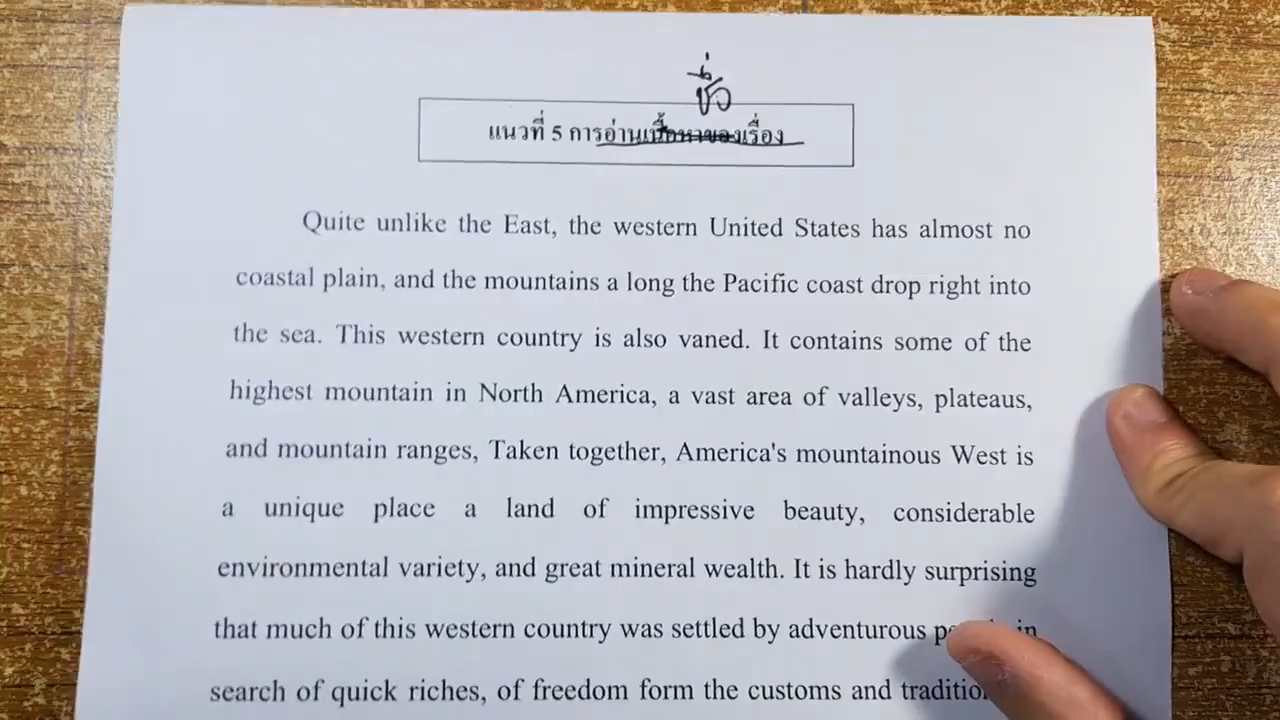 ชื่อ
แนวที่ 5 การอ่านเนื้อหาของเรื่อง
Quite unlike the East, the western United States has almost no
coastal plain, and the mountains a long the Pacific coast drop right into
the sea. This western country is also vaned. It contains some of the
highest mountain in North America, a vast area of valleys, plateaus,
and mountain ranges, Taken together, America's mountainous West is
a unique place a land of impressive beauty, considerable
environmental variety, and great mineral wealth. It is hardly surprising
that much of this western country was settled by adventurous in
search of quick riches, of freedom form the customs and